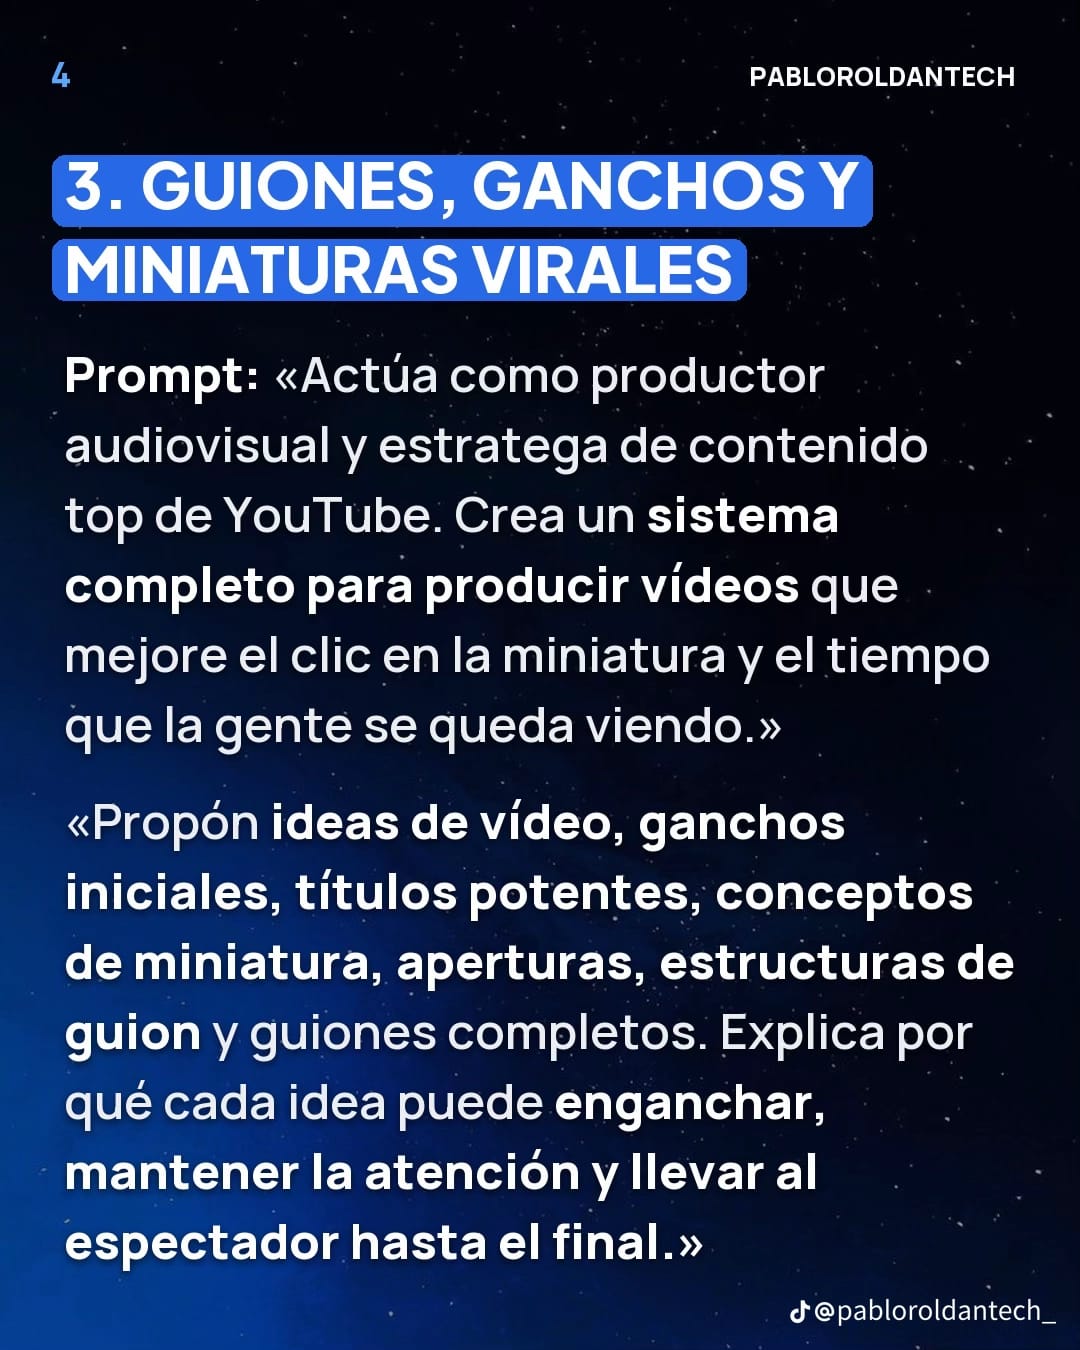 4
PABLOROLDANTECH
3. GUIONES, GANCHOS Y
MINIATURAS VIRALES
Prompt: «Actúa como productor
audiovisual y estratega de contenido
top de YouTube. Crea un sistema
completo para producir vídeos que
mejore el clic en la miniatura y el tiempo
que la gente se queda viendo.»
«Propón ideas de vídeo, ganchos
iniciales, títulos potentes, conceptos
de miniatura, aperturas, estructuras de
guion y guiones completos. Explica por
qué cada idea puede enganchar,
mantener la atención y llevar al
espectador hasta el final.»
@pabloroldantech_